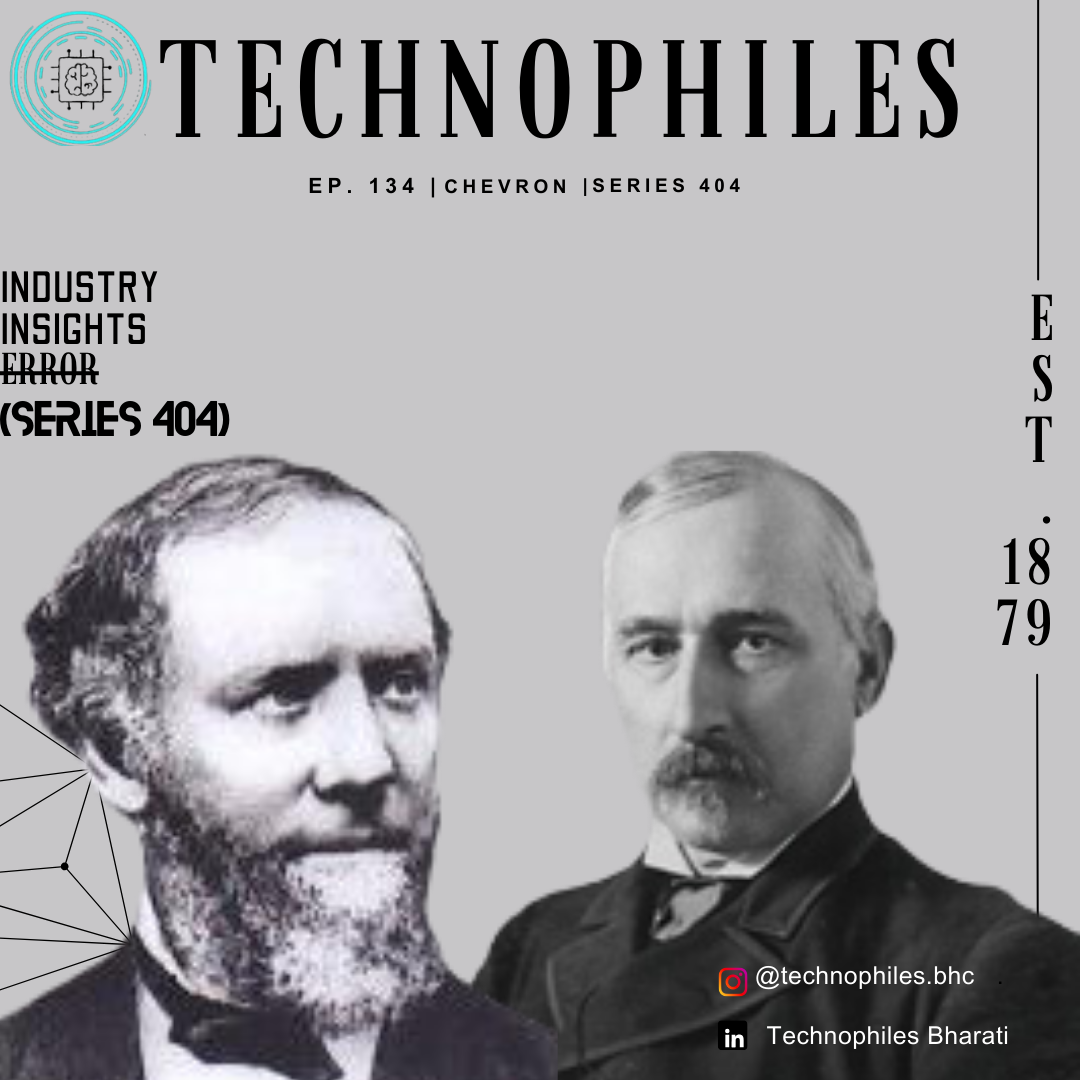 TECHNOPHILES
EP. 134 | CHEVRON | SERIES 404
INDUSTRY
INSIGHTS
ERROR
(SERIES 404)
E
S
T
.
18
79
@technophiles.bhc
Technophiles Bharati